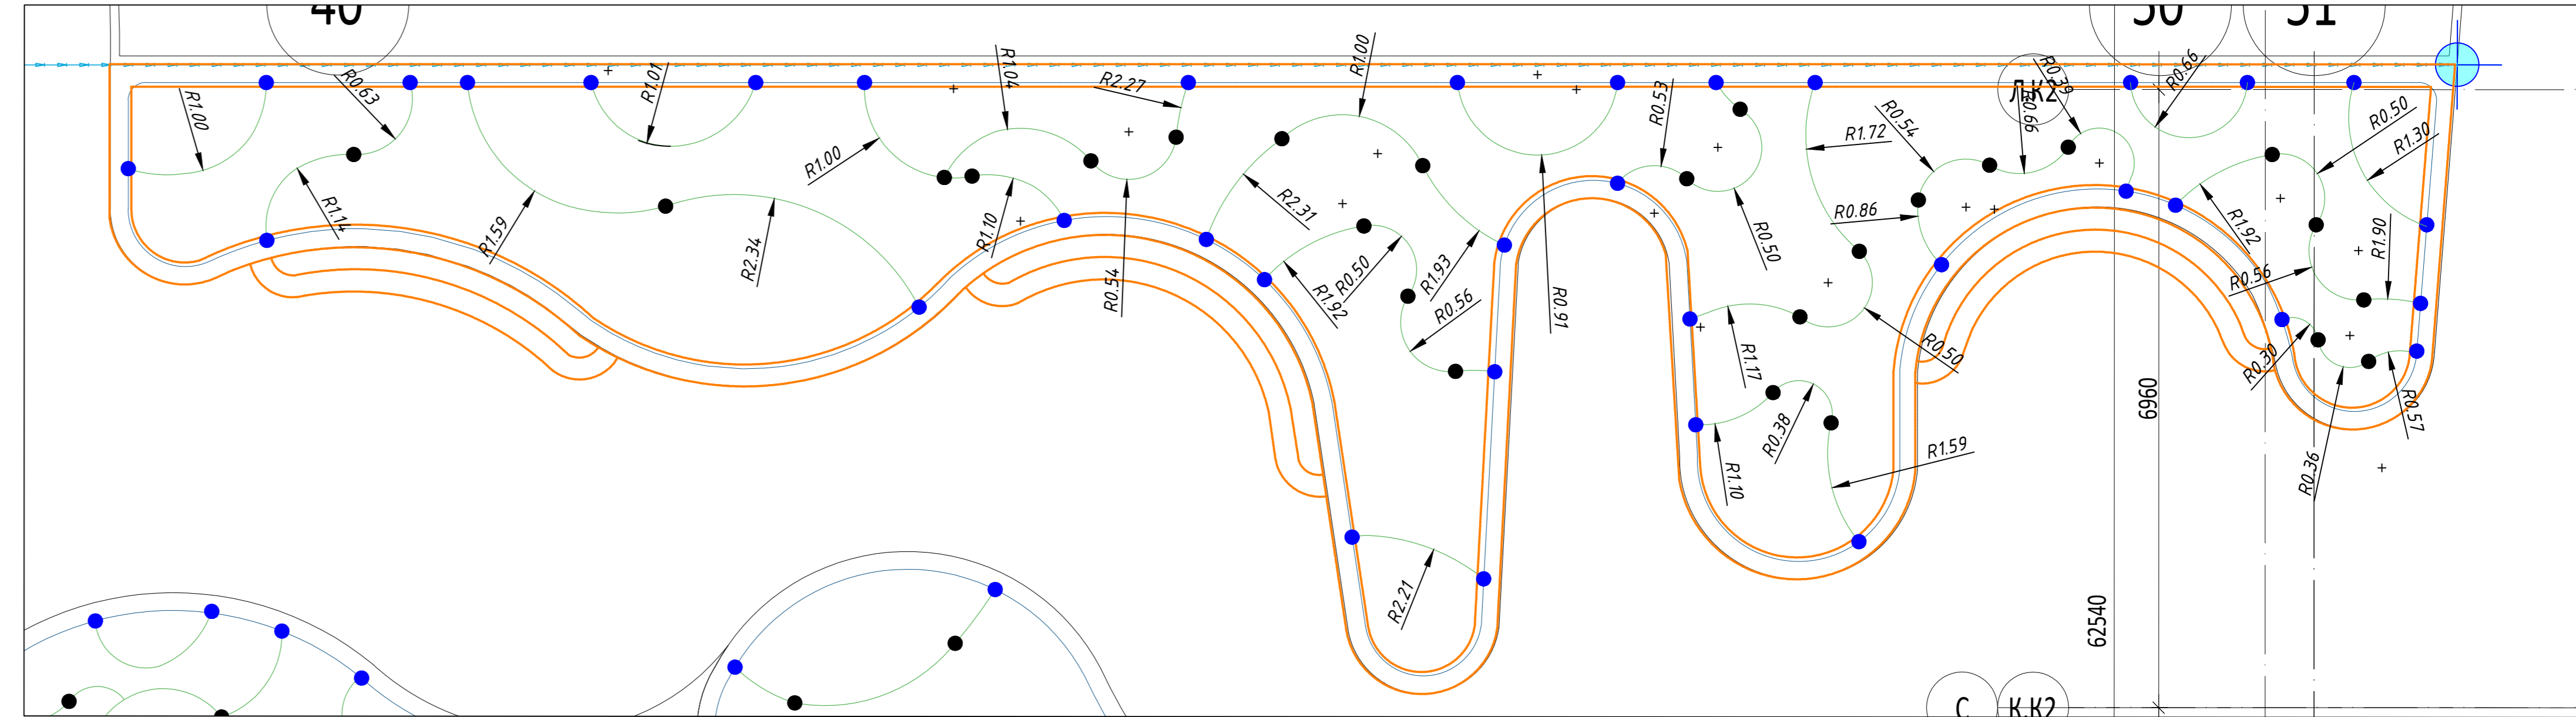 40
50
51
R0.63
R1.01
R1.04
R2.27
R1.00
R0.53
ЛК2
R0.39
R0.66
R0.66
R1.00
R1.00
R1.72
R0.54
R0.50
R1.30
R1.14
R1.59
R2.34
R1.10
R0.54
R2.31
R1.92
R0.50
R1.93
R0.56
R0.91
R0.50
R0.86
R1.92
R1.90
R0.56
R1.17
R0.50
R0.30
R0.57
R0.38
R1.10
R1.59
R0.36
R2.21
6960
62540
С
К.К2